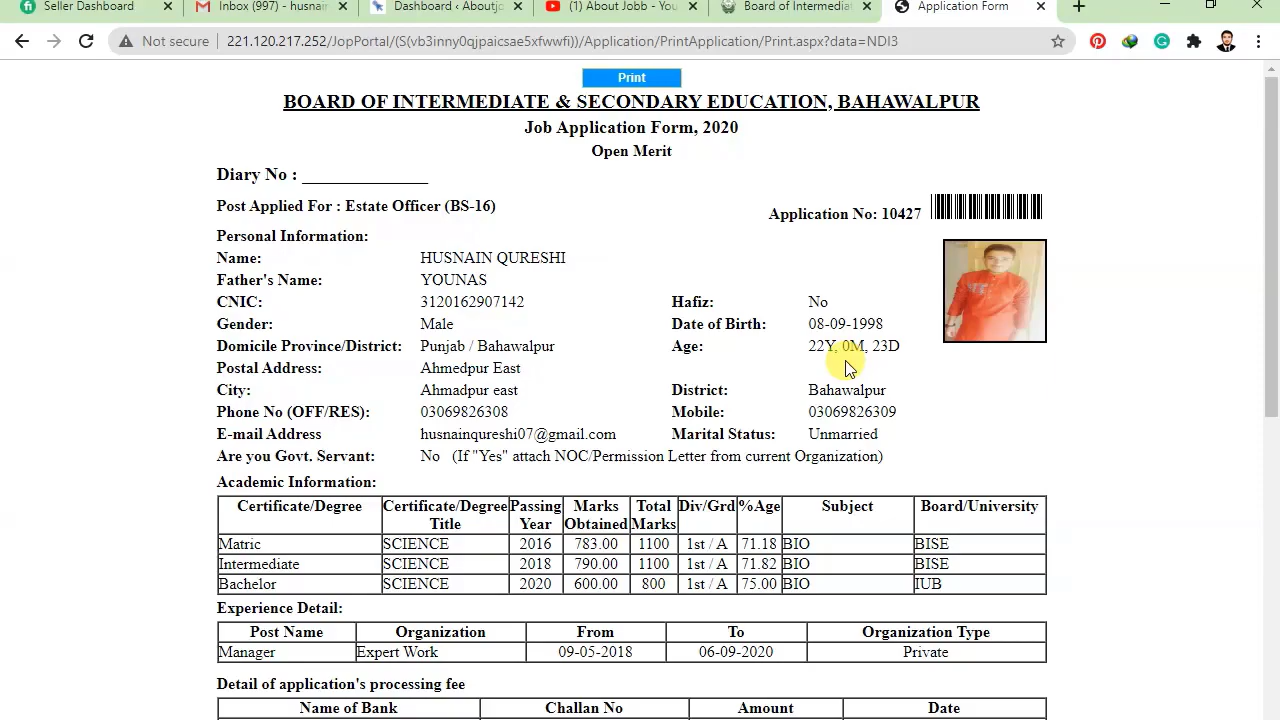 Seller Dashboard
Inbox (997) - husnain
Dashboard ‹ Aboutjo
(1) About Jobb - You
Board of Intermediat
Application Form
Not secure
221.120.217.252/JopPortal/(S(vb3innv0qjpaicsae5xfwwfi))/Application/PrintApplication/Print.aspx?data=NDI3
Print
BOARD OF INTERMEDIATE & SECONDARY EDUCATION, BAHAWALPUR
Job Application Form, 2020
Open Merit
Diary No : ______________
Post Applied For : Estate Officer (BS-16)
Application No: 10427
Personal Information:
Name: HUSNAIN QURESHI
Father's Name: YOUNAS
CNIC: 3120162907142 Hafiz: No
Gender: Male Date of Birth: 08-09-1998
Domicile Province/District: Punjab / Bahawalpur Age: 22Y, 0M, 23D
Postal Address: Ahmedpur East
City: Ahmadpur east District: Bahawalpur
Phone No (OFF/RES): 03069826308 Mobile: 03069826309
E-mail Address husnainqureshi07@gmail.com Marital Status: Unmarried
Are you Govt. Servant: No (If "Yes" attach NOC/Permission Letter from current Organization)
Academic Information:
Certificate/Degree Certificate/Degree Title Passing Year Marks Obtained Total Marks Div/Grd %Age Subject Board/University
Matric SCIENCE 2016 783.00 1100 1st / A 71.18 BIO BISE
Intermediate SCIENCE 2018 790.00 1100 1st / A 71.82 BIO BISE
Bachelor SCIENCE 2020 600.00 800 1st / A 75.00 BIO IUB
Experience Detail:
Post Name Organization From To Organization Type
Manager Expert Work 09-05-2018 06-09-2020 Private
Detail of application's processing fee
Name of Bank Challan No Amount Date